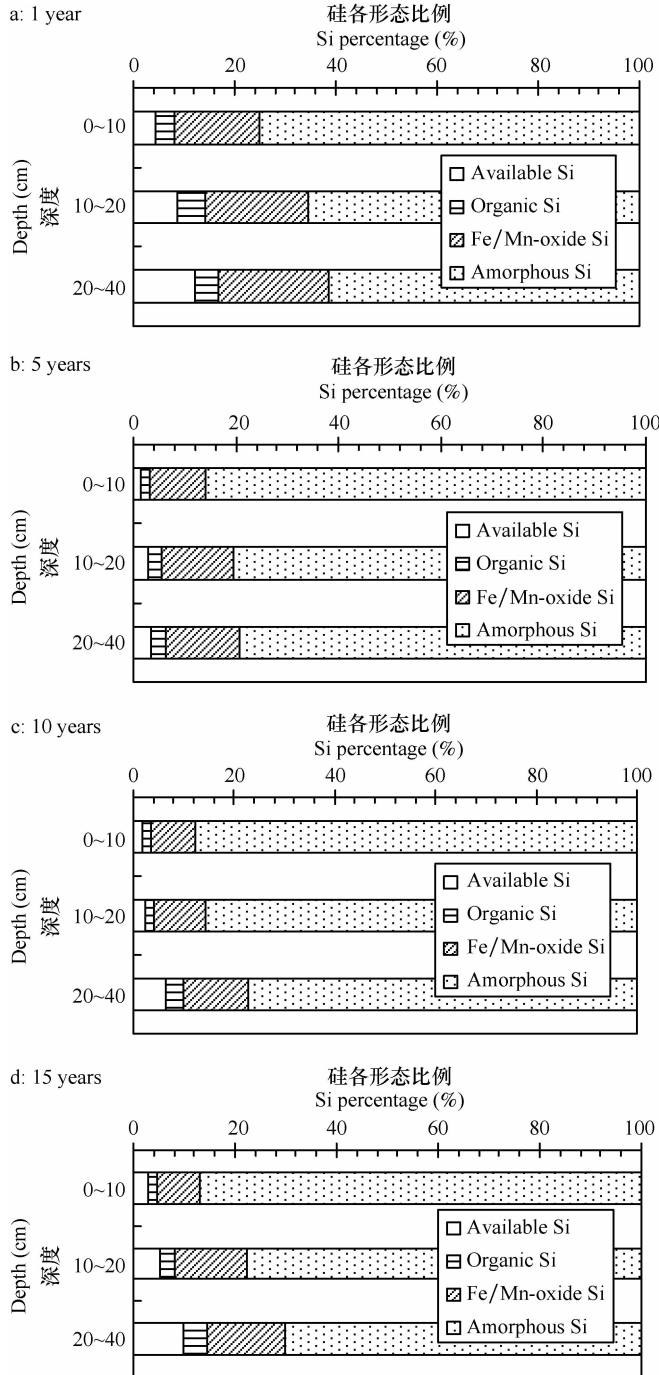 a: 1 year
硅各形态比例
Si percentage (%)
0 20 40 60 80 100
0~10
10~20
20~40
Depth (cm)
深度
Available Si
Organic Si
Fe/Mn-oxide Si
Amorphous Si
b: 5 years
硅各形态比例
Si percentage (%)
0 20 40 60 80 100
0~10
10~20
20~40
Depth (cm)
深度
Available Si
Organic Si
Fe/Mn-oxide Si
Amorphous Si
c: 10 years
硅各形态比例
Si percentage (%)
0 20 40 60 80 100
0~10
10~20
20~40
Depth (cm)
深度
Available Si
Organic Si
Fe/Mn-oxide Si
Amorphous Si
d: 15 years
硅各形态比例
Si percentage (%)
0 20 40 60 80 100
0~10
10~20
20~40
Depth (cm)
深度
Available Si
Organic Si
Fe/Mn-oxide Si
Amorphous Si